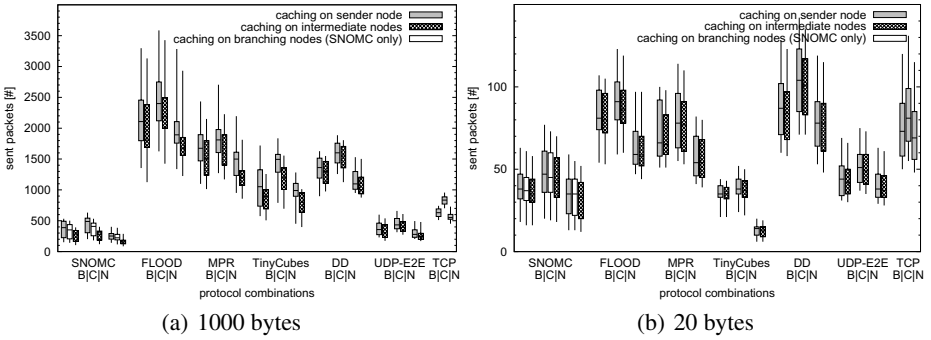 caching on sender node
caching on intermediate nodes
caching on branching nodes (SNOMC only)
sent packets [#]
3500
3000
2500
2000
1500
1000
500
0
SNOMC FLOOD MPR TinyCubes DD UDP-E2E TCP
B|C|N B|C|N B|C|N B|C|N B|C|N B|C|N B|C|N
protocol combinations
(a) 1000 bytes
caching on sender node
caching on intermediate nodes
caching on branching nodes (SNOMC only)
sent packets [#]
100
50
0
SNOMC FLOOD MPR TinyCubes DD UDP-E2E TCP
B|C|N B|C|N B|C|N B|C|N B|C|N B|C|N B|C|N
protocol combinations
(b) 20 bytes